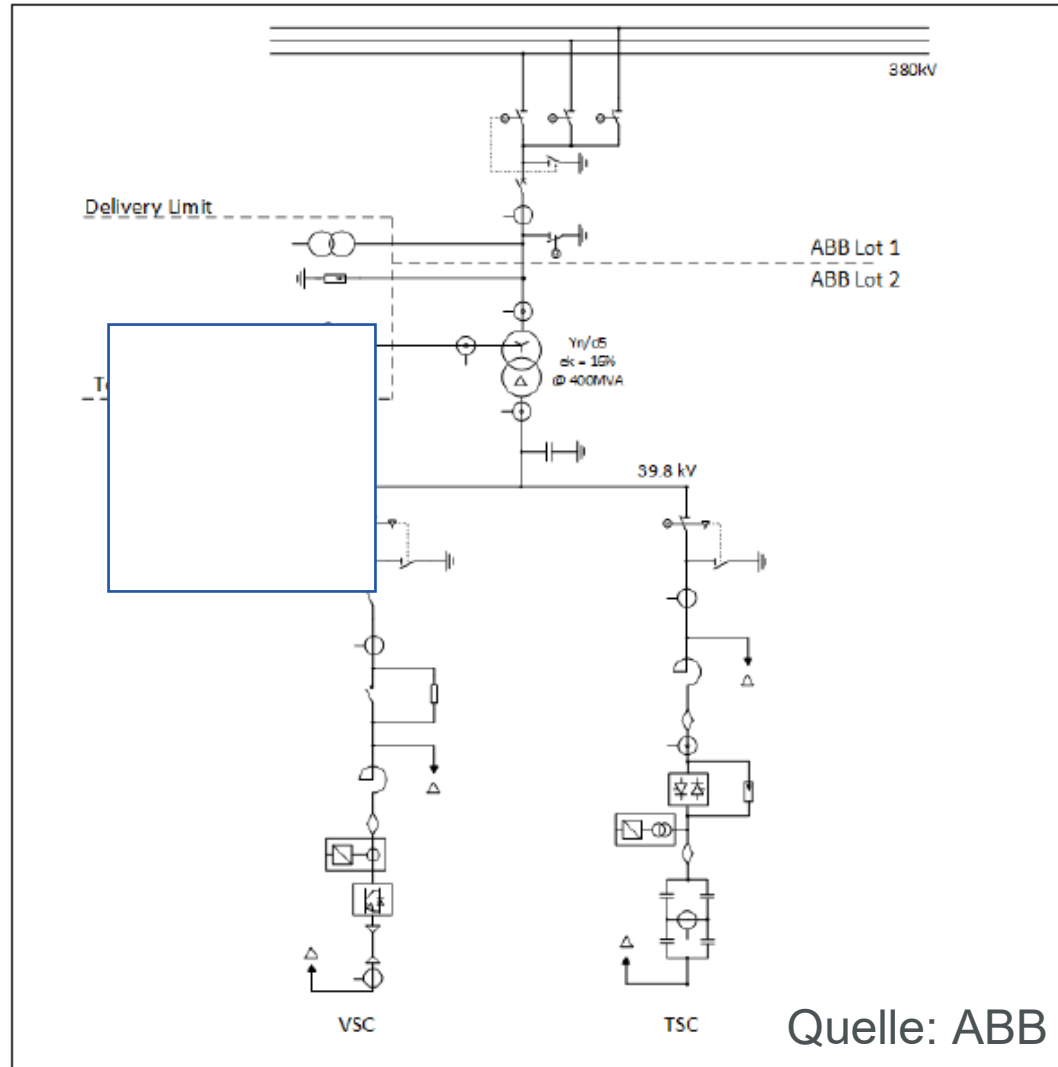 380kV
Delivery Limit
ABB Lot 1
ABB Lot 2
Yn/d5
ek = 16%
@ 400MVA
39.8 kV
VSC
TSC
Quelle: ABB